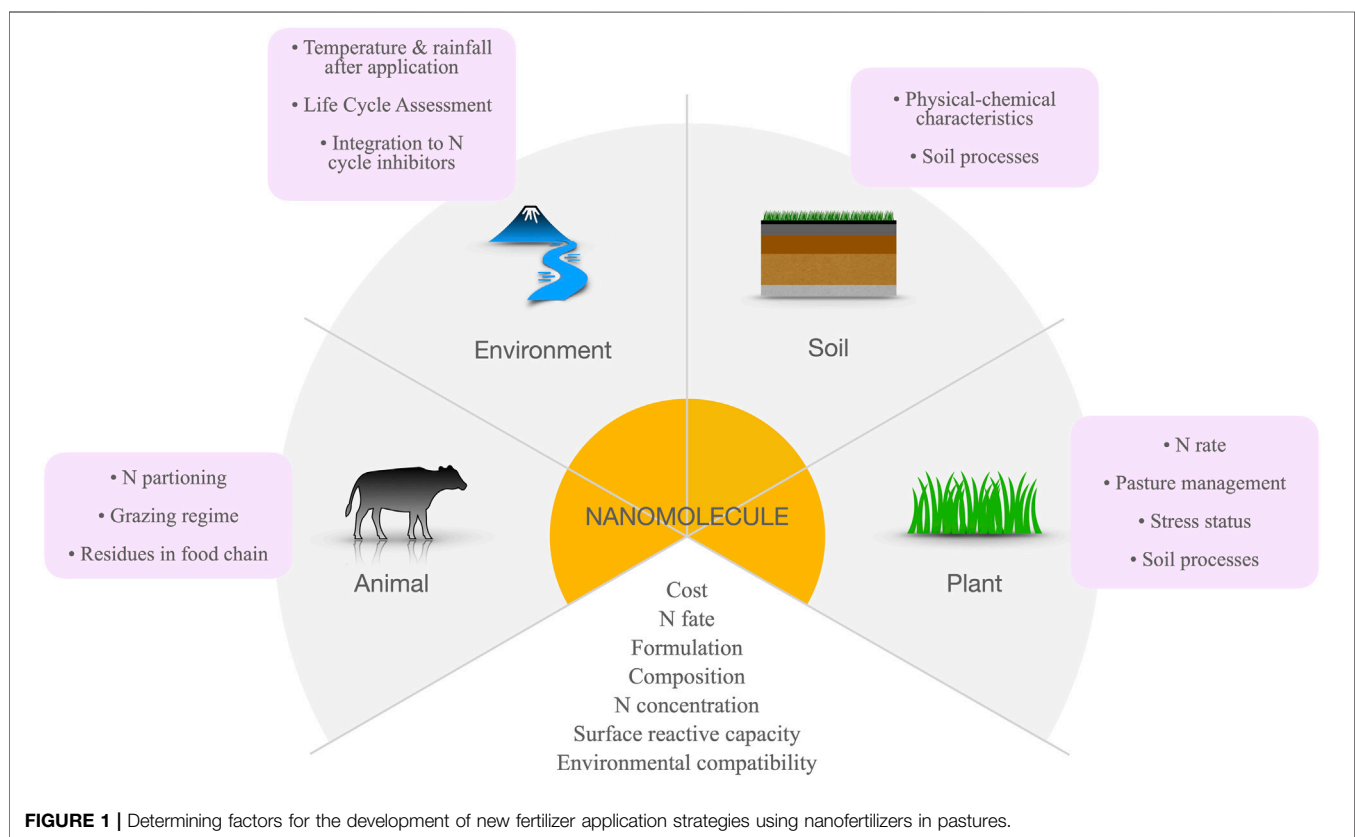 • Temperature & rainfall
after application
• Life Cycle Assessment
• Integration to N
cycle inhibitors
• Physical-chemical
characteristics
• Soil processes
Environment
Soil
• N partioning
• Grazing regime
• Residues in food chain
Animal
NANOMOLECULE
Plant
• N rate
• Pasture management
• Stress status
• Soil processes
Cost
N fate
Formulation
Composition
N concentration
Surface reactive capacity
Environmental compatibility
FIGURE 1 | Determining factors for the development of new fertilizer application strategies using nanofertilizers in pastures.